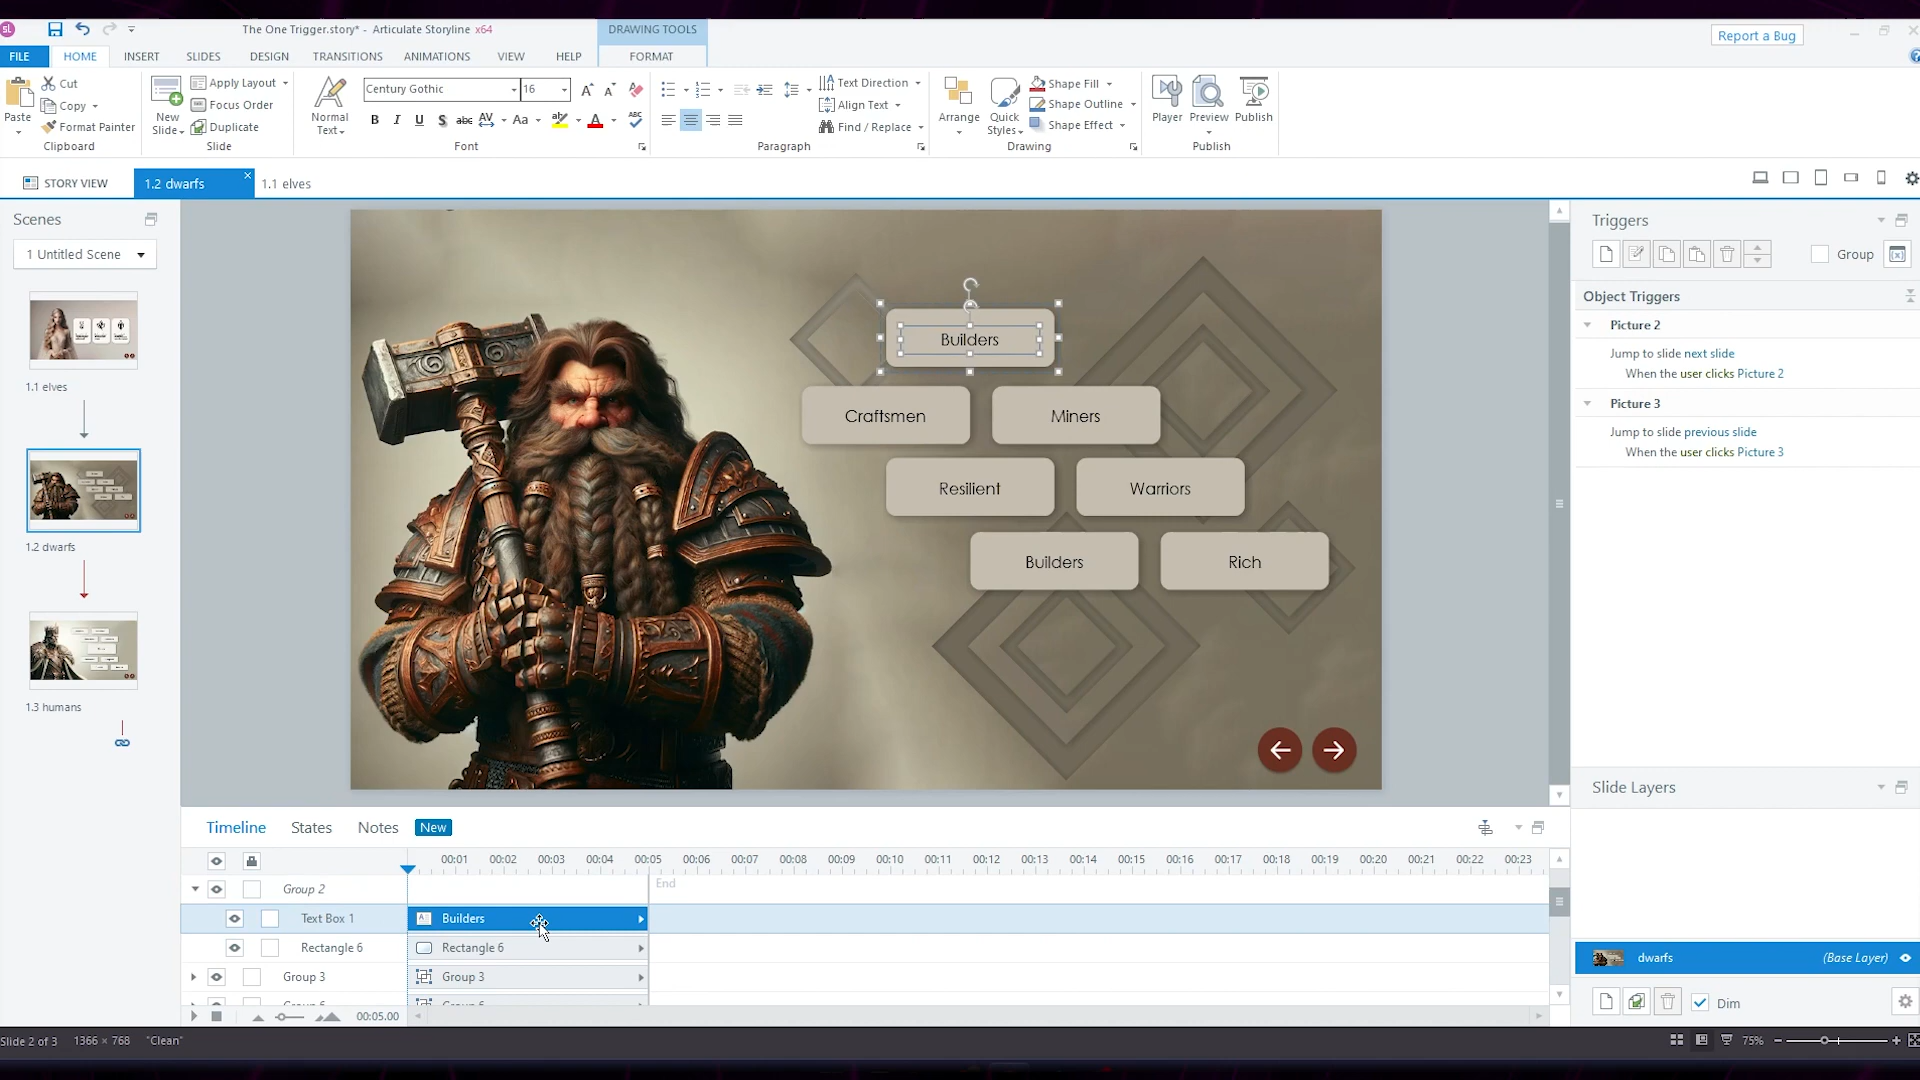 The One Trigger.story* - Articulate Storyline x64
DRAWING TOOLS
Report a Bug
FILE HOME INSERT SLIDES DESIGN TRANSITIONS ANIMATIONS VIEW HELP FORMAT
Paste
Cut
Copy
Format Painter
Clipboard
New
Slide
Apply Layout
Focus Order
Duplicate
Slide
Normal
Text
Century Gothic 16
B I U S abc AV Aa ab A ABC
Font
Text Direction
Align Text
Find / Replace
Paragraph
Arrange
Quick
Styles
Shape Fill
Shape Outline
Shape Effect
Drawing
Player
Preview
Publish
Publish
STORY VIEW
1.2 dwarfs
1.1 elves
Scenes
1 Untitled Scene
1.1 elves
1.2 dwarfs
1.3 humans
Builders
Craftsmen Miners
Resilient Warriors
Builders Rich
Triggers
Group
Object Triggers
Picture 2
Jump to slide next slide
When the user clicks Picture 2
Picture 3
Jump to slide previous slide
When the user clicks Picture 3
Slide Layers
dwarfs (Base Layer)
Dim
Timeline States Notes New
00:01 00:02 00:03 00:04 00:05 00:06 00:07 00:08 00:09 00:10 00:11 00:12 00:13 00:14 00:15 00:16 00:17 00:18 00:19 00:20 00:21 00:22 00:23
Group 2 End
Text Box 1 Builders
Rectangle 6 Rectangle 6
Group 3 Group 3
00:05.00
Slide 2 of 3 1366 × 768 "Clean" 75%